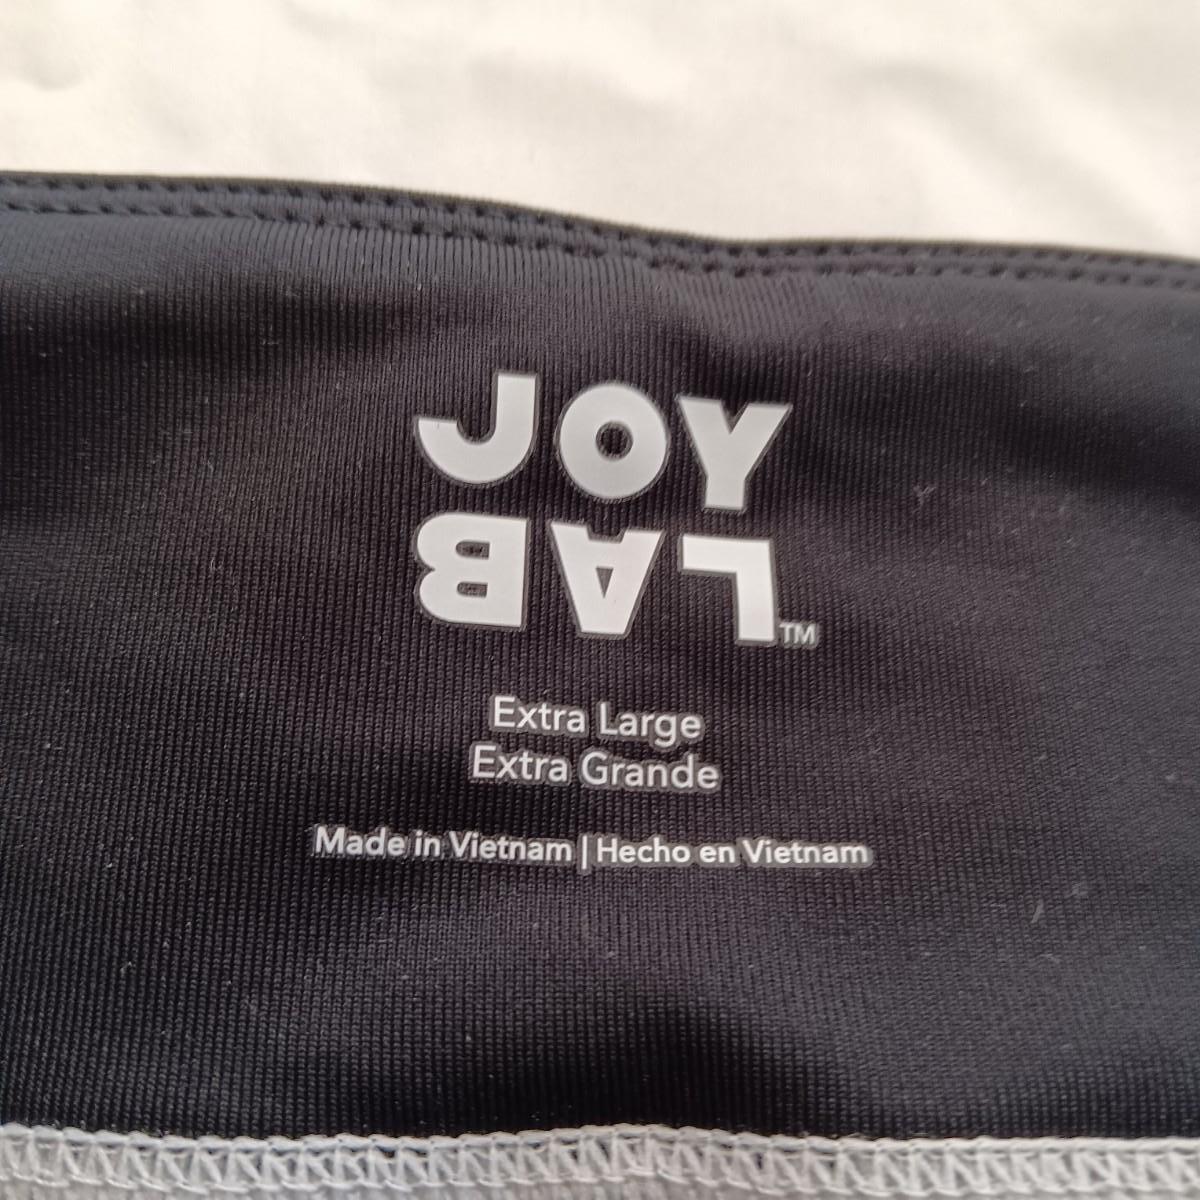 JOY
LAB™
Extra Large
Extra Grande
Made in Vietnam | Hecho en Vietnam